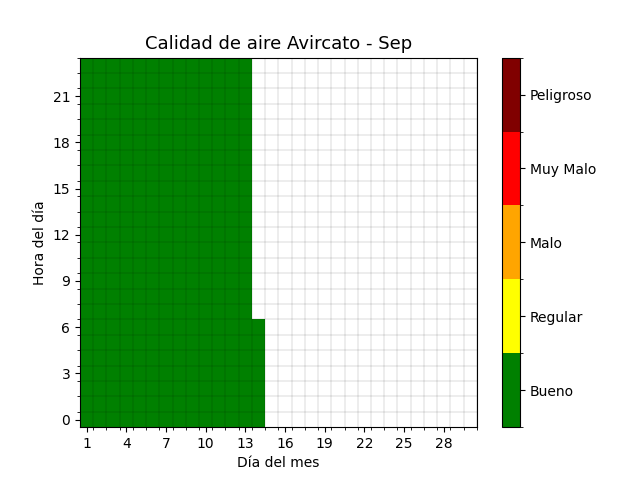 Calidad de aire Avircato - Sep
Hora del día
21
18
15
12
9
6
3
0
1 4 7 10 13 16 19 22 25 28
Día del mes
Peligroso
Muy Malo
Malo
Regular
Bueno